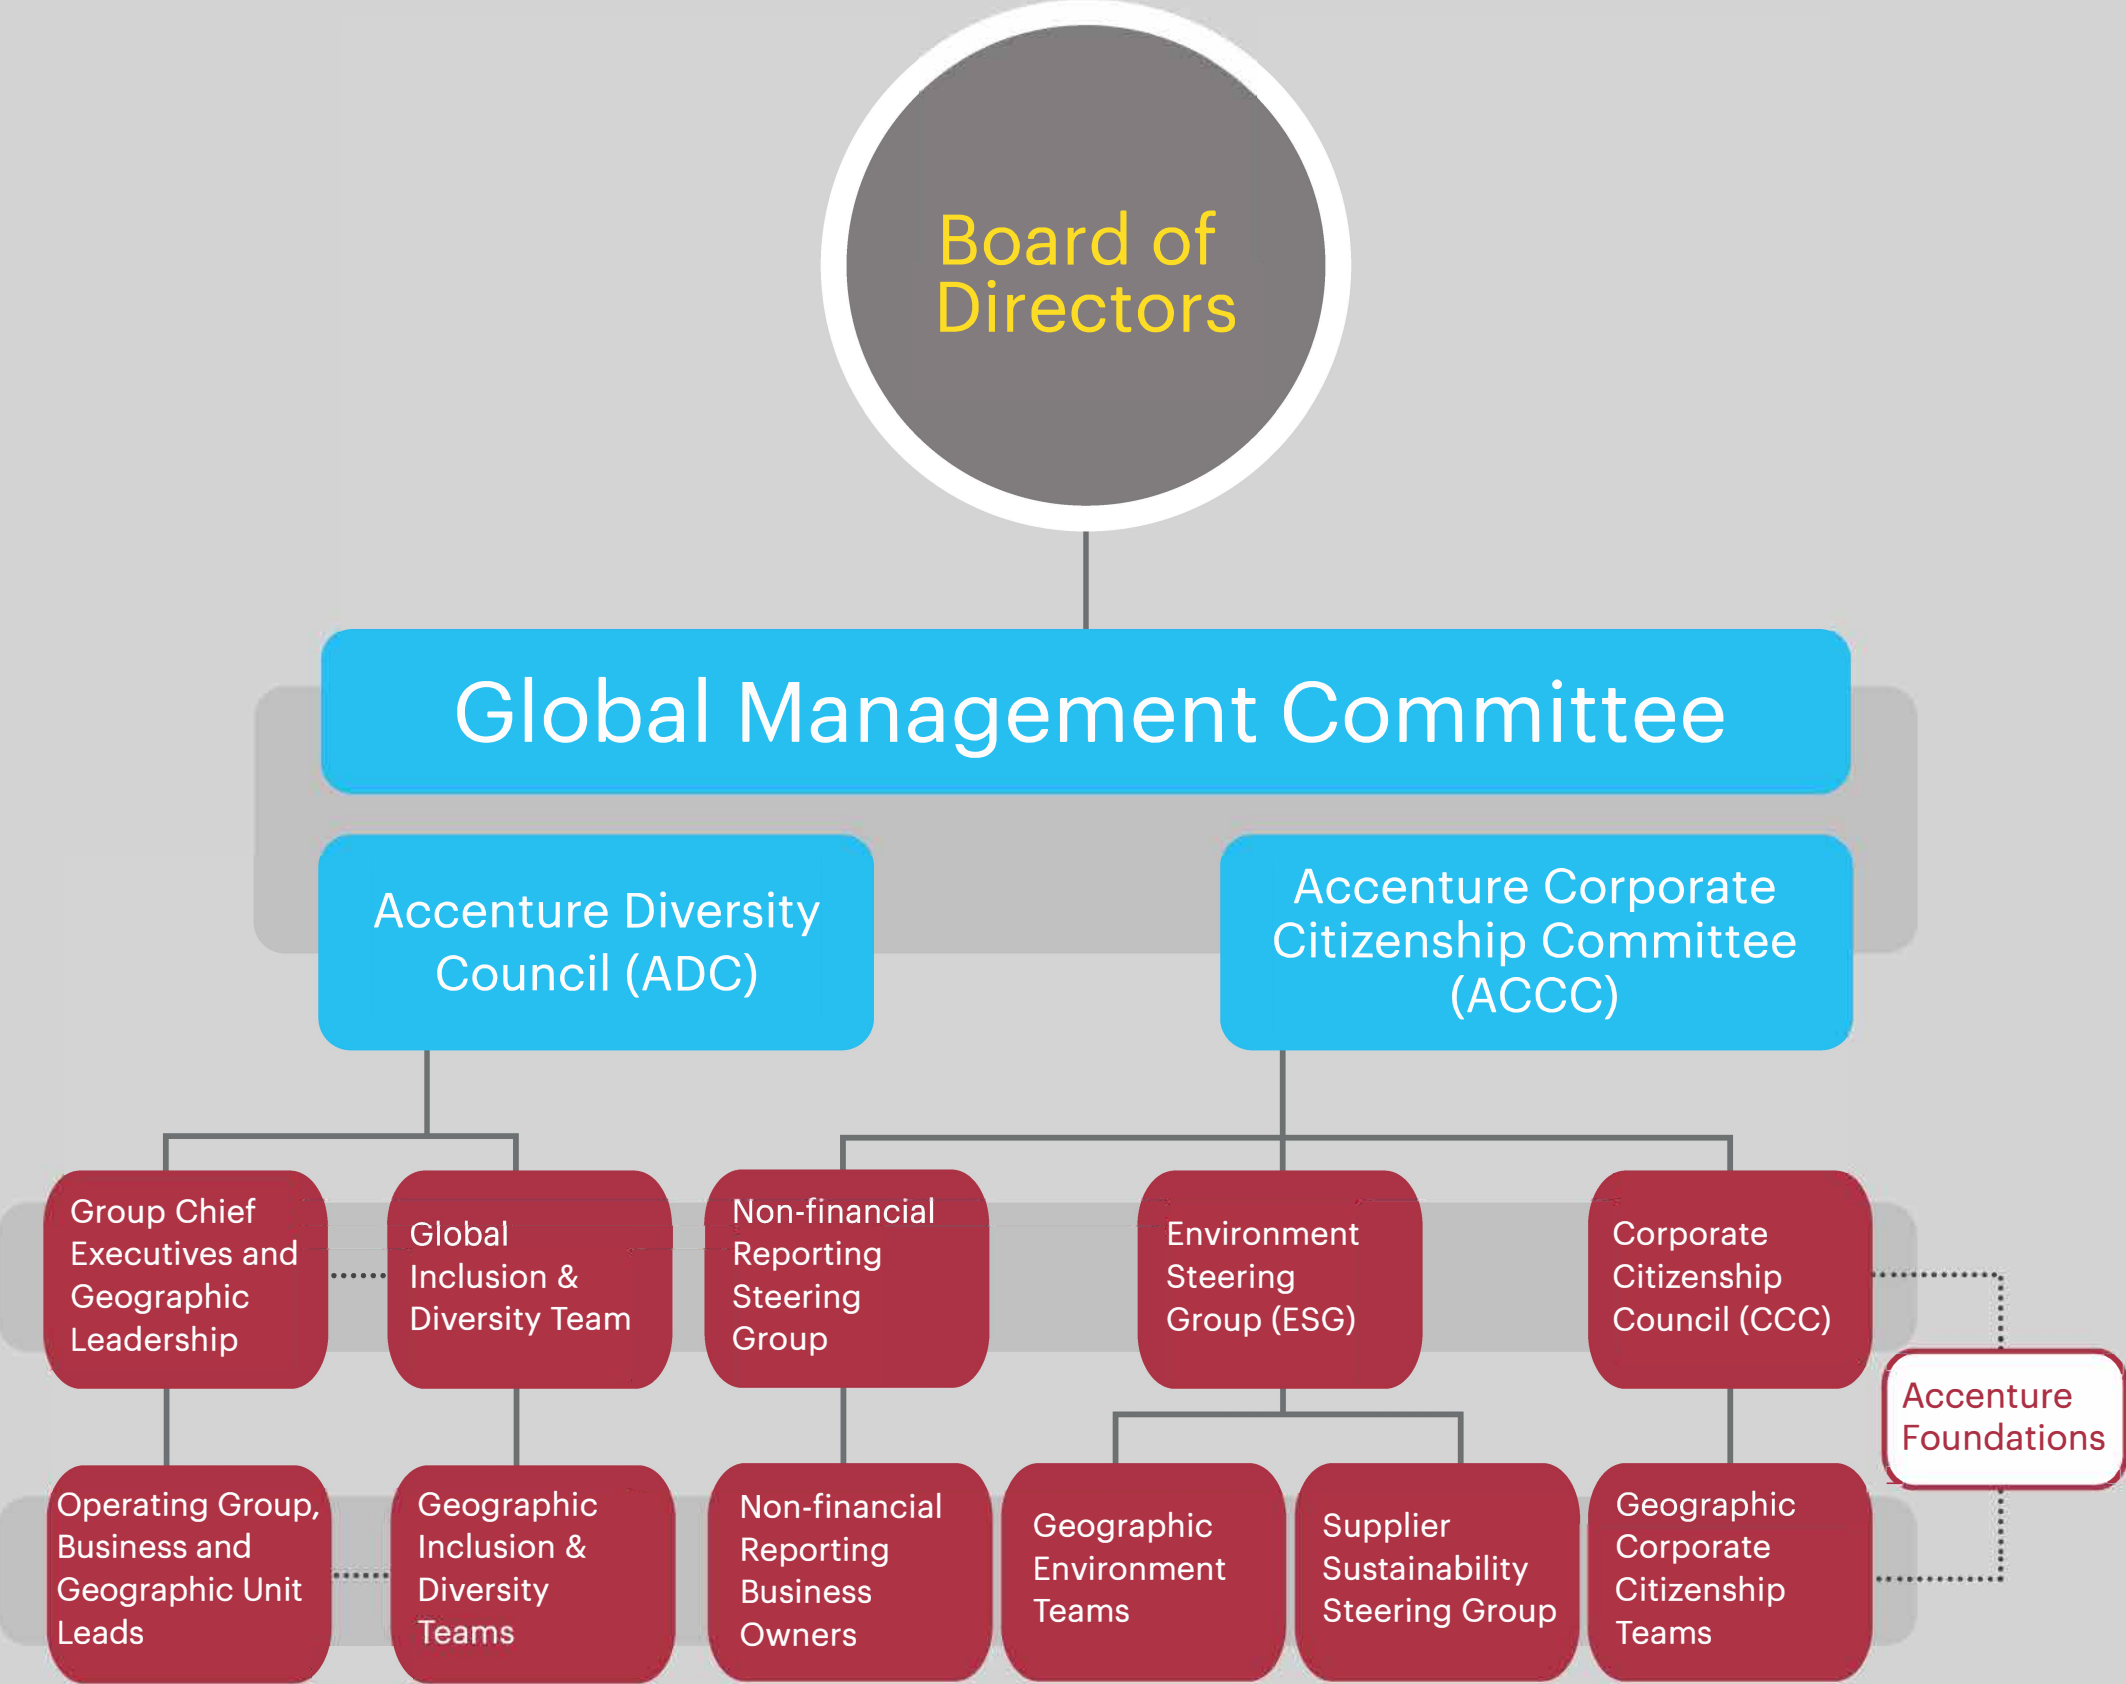 Board of
Directors
Global Management Committee
Accenture Diversity
Council (ADC)
Accenture Corporate
Citizenship Committee
(ACCC)
Group Chief
Executives and
Geographic
Leadership
Global
Inclusion &
Diversity Team
Non-financial
Reporting
Steering
Group
Environment
Steering
Group (ESG)
Corporate
Citizenship
Council (CCC)
Accenture
Foundations
Operating Group,
Business and
Geographic Unit
Leads
Geographic
Inclusion &
Diversity
Teams
Non-financial
Reporting
Business
Owners
Geographic
Environment
Teams
Supplier
Sustainability
Steering Group
Geographic
Corporate
Citizenship
Teams